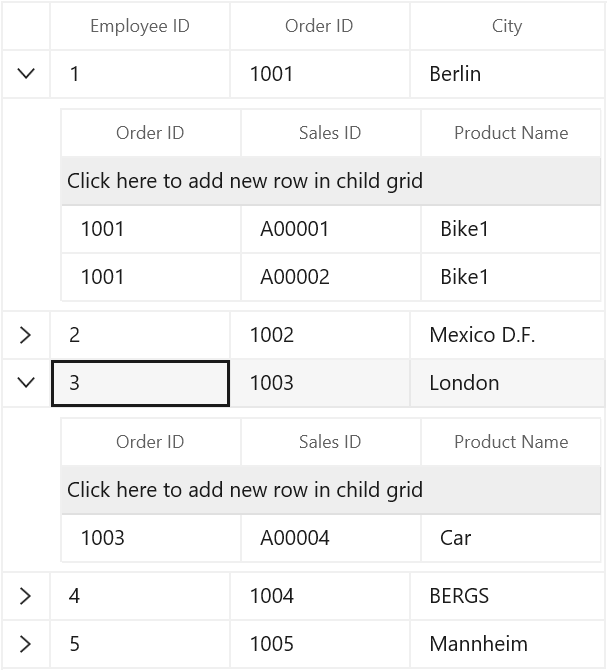 Employee ID Order ID City
1 1001 Berlin
Order ID Sales ID Product Name
Click here to add new row in child grid
1001 A00001 Bike1
1001 A00002 Bike1
2 1002 Mexico D.F.
3 1003 London
Order ID Sales ID Product Name
Click here to add new row in child grid
1003 A00004 Car
4 1004 BERGS
5 1005 Mannheim